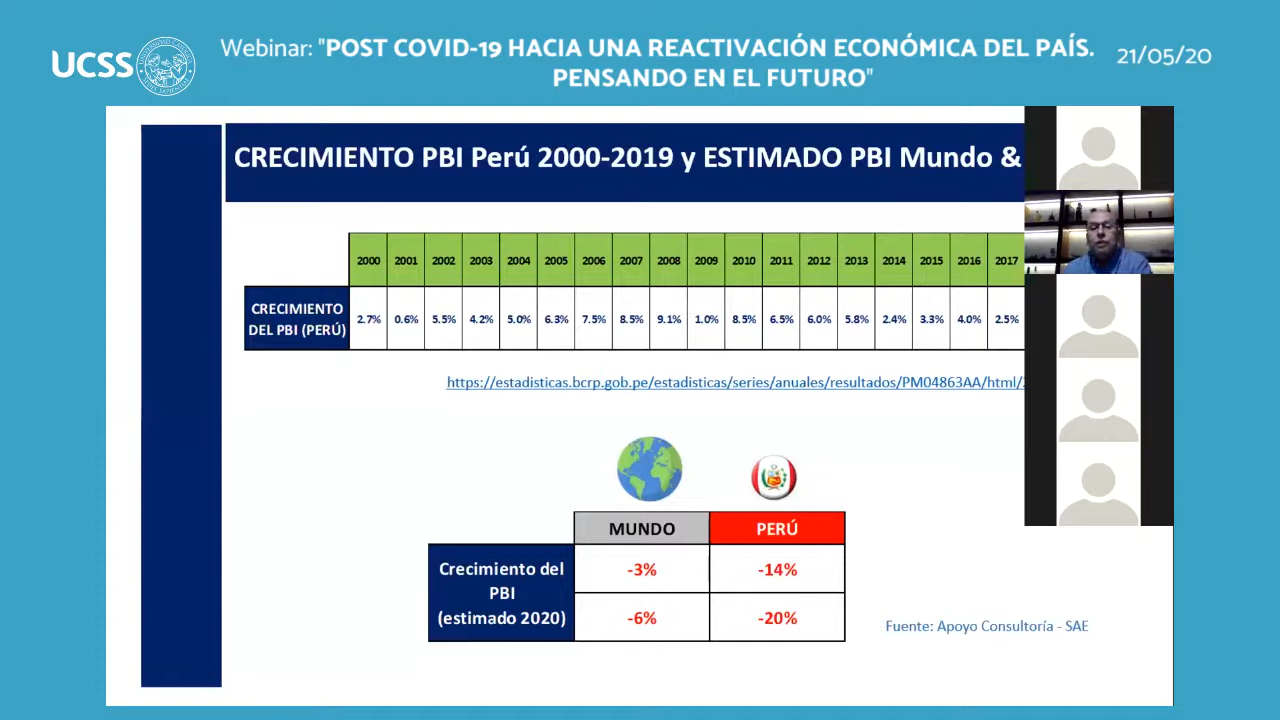 UCSS
Webinar: "POST COVID-19 HACIA UNA REACTIVACIÓN ECONÓMICA DEL PAÍS.
PENSANDO EN EL FUTURO"
21/05/20
CRECIMIENTO PBI Perú 2000-2019 y ESTIMADO PBI Mundo &
2000 2001 2002 2003 2004 2005 2006 2007 2008 2009 2010 2011 2012 2013 2014 2015 2016 2017
CRECIMIENTO
DEL PBI (PERÚ)
2.7% 0.6% 5.5% 4.2% 5.0% 6.3% 7.5% 8.5% 9.1% 1.0% 8.5% 6.5% 6.0% 5.8% 2.4% 3.3% 4.0% 2.5%
https://estadisticas.bcrp.gob.pe/estadisticas/series/anuales/resultados/PM04863AA/html/
MUNDO PERÚ
Crecimiento del
PBI
(estimado 2020)
-3% -14%
-6% -20%
Fuente: Apoyo Consultoría - SAE